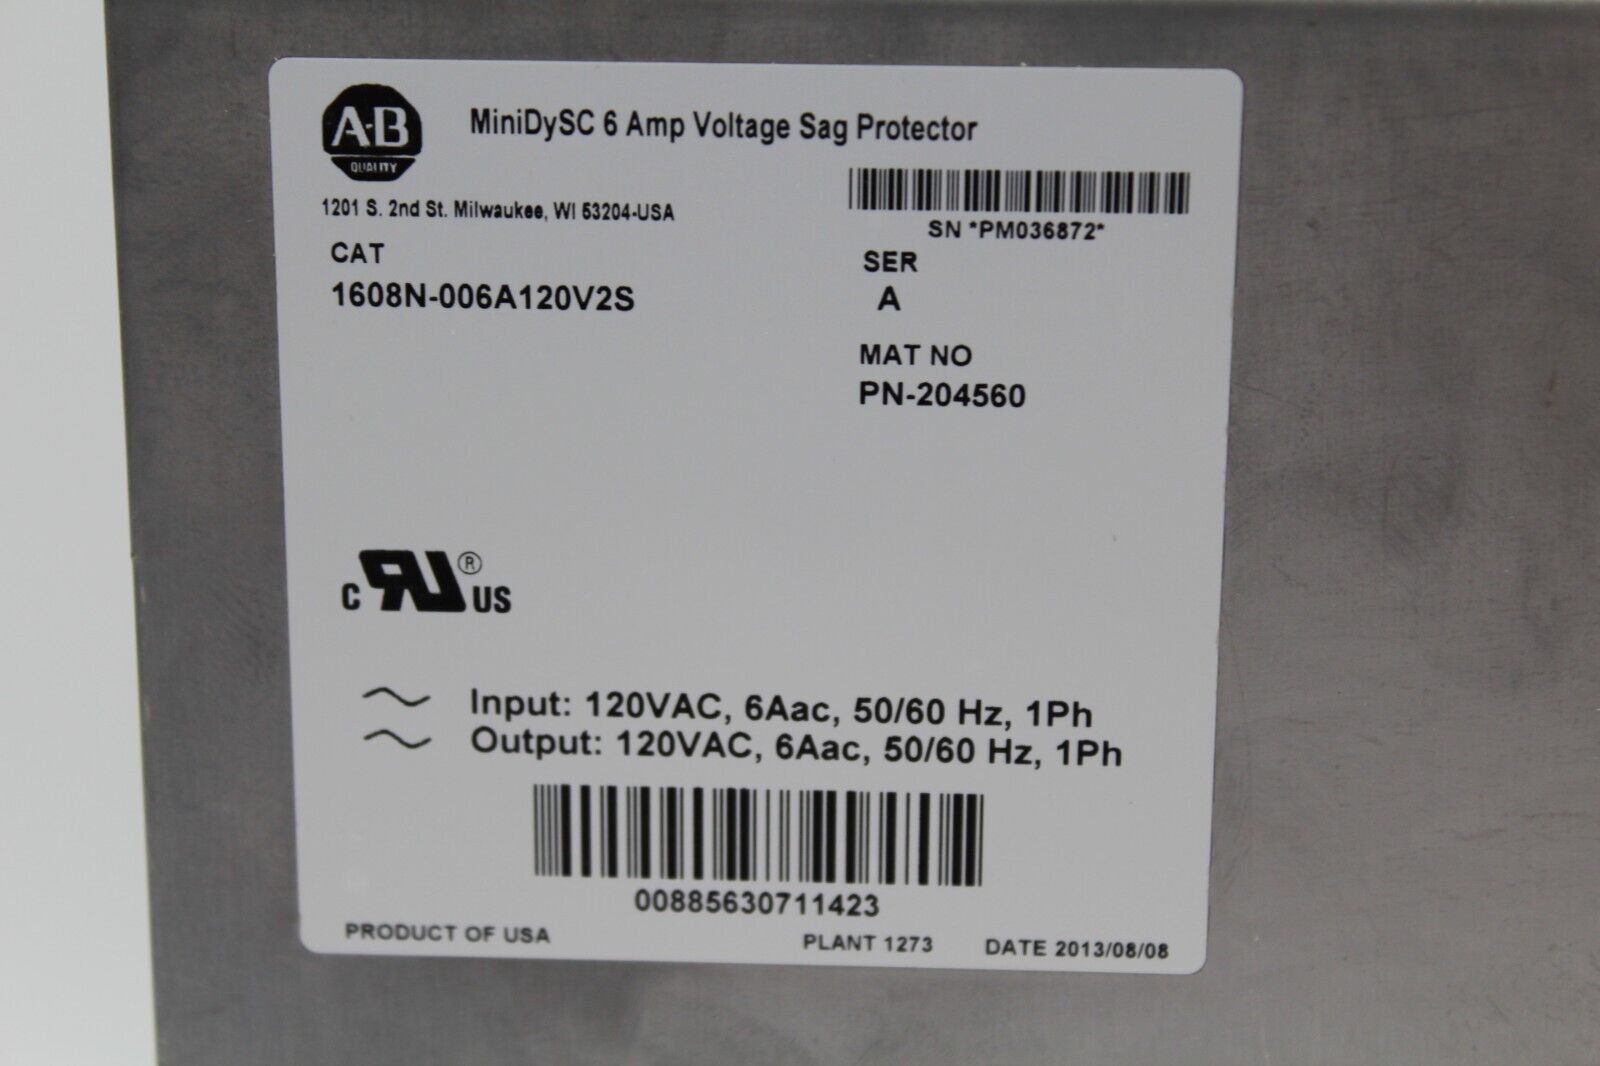 A-B
QUALITY
MiniDySC 6 Amp Voltage Sag Protector
1201 S. 2nd St. Milwaukee, WI 53204-USA
SN *PM036872*
CAT
SER
1608N-006A120V2S
A
MAT NO
PN-204560
c RU ® US
Input: 120VAC, 6Aac, 50/60 Hz, 1Ph
Output: 120VAC, 6Aac, 50/60 Hz, 1Ph
00885630711423
PRODUCT OF USA
PLANT 1273
DATE 2013/08/08